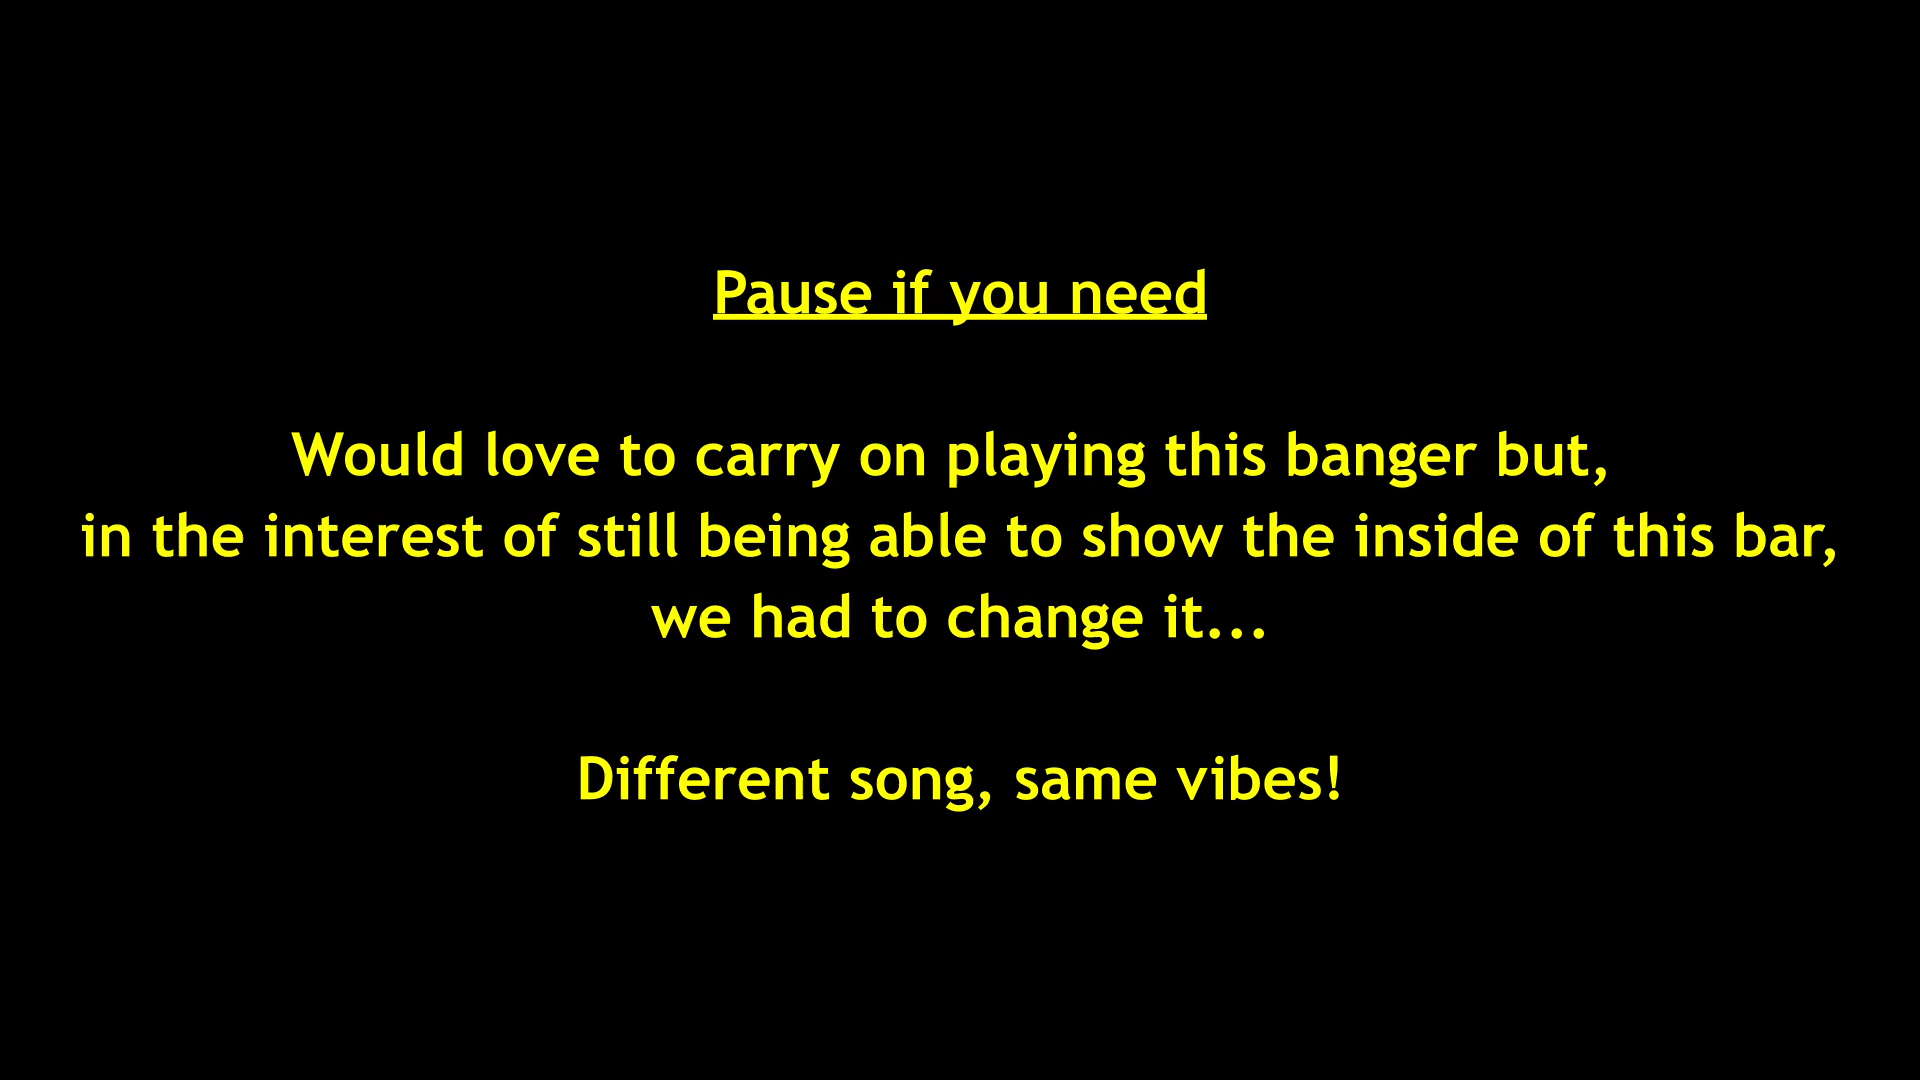 Pause if you need
Would love to carry on playing this banger but,
in the interest of still being able to show the inside of this bar,
we had to change it...
Different song, same vibes!